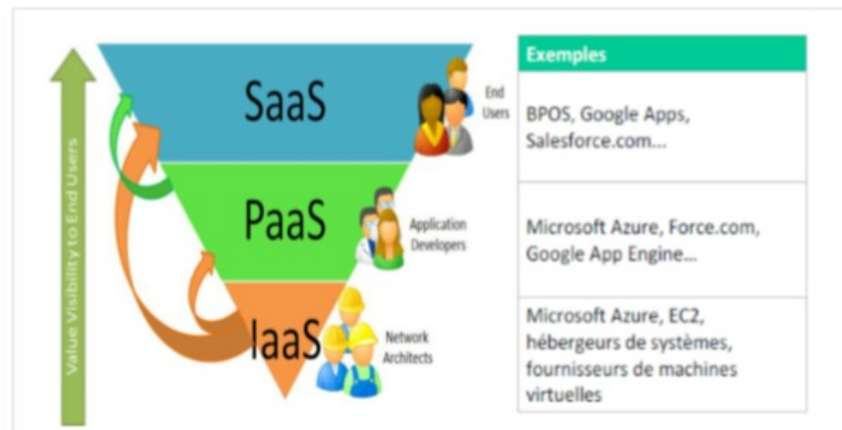 Value Visibility to End Users
SaaS
End
Users
PaaS
Application
Developers
IaaS
Network
Architects
Exemples
BPOS, Google Apps,
Salesforce.com...
Microsoft Azure, Force.com,
Google App Engine...
Microsoft Azure, EC2,
hébergeurs de systèmes,
fournisseurs de machines
virtuelles